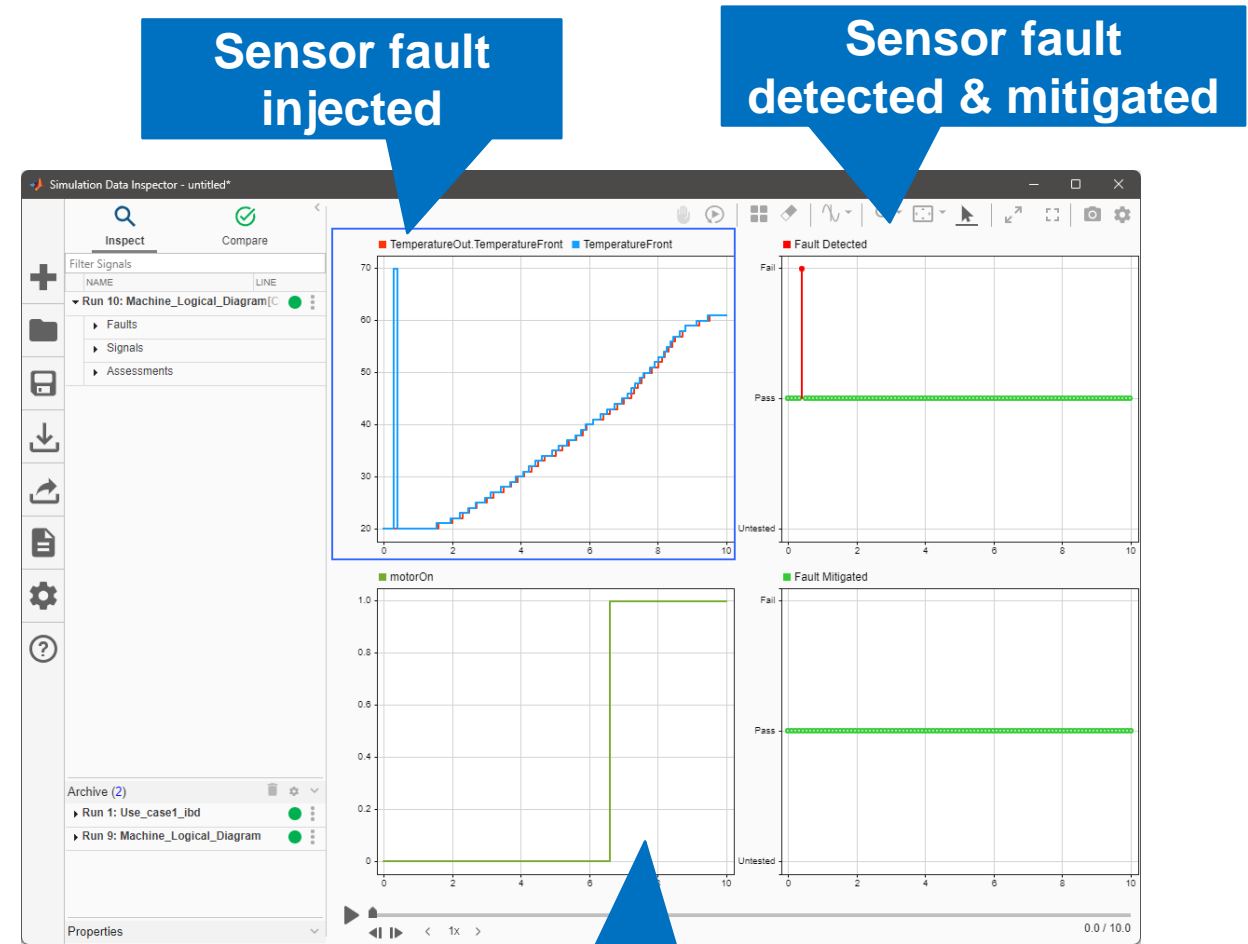 Sensor fault
injected
Sensor fault
detected & mitigated
Simulation Data Inspector - untitled*
Inspect
Compare
Filter Signals
NAME
LINE
Run 10: Machine_Logical_Diagram[C
Faults
Signals
Assessments
Archive (2)
Run 1: Use_case1_ibd
Run 9: Machine_Logical_Diagram
Properties
TemperatureOut.TemperatureFront TemperatureFront
70
60
50
40
30
20
0 2 4 6 8 10
Fault Detected
Fail
Pass
Untested
0 2 4 6 8 10
motorOn
1.0
0.8
0.6
0.4
0.2
0
0 2 4 6 8 10
Fault Mitigated
Fail
Pass
Untested
0 2 4 6 8 10
1x
0.0 / 10.0